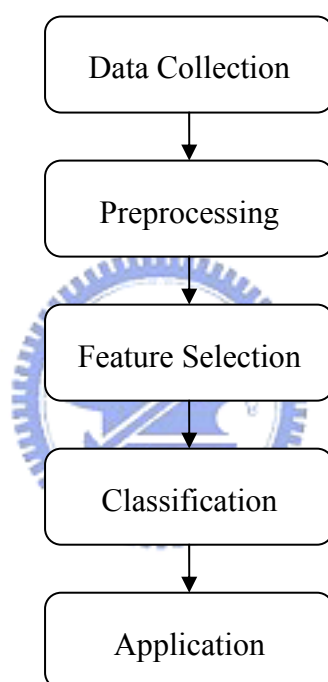 Data Collection
Preprocessing
Feature Selection
Classification
Application